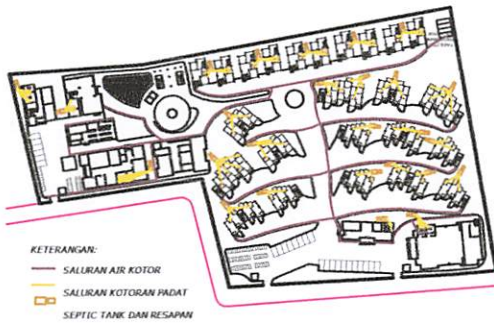 KETERANGAN:
SALURAN AIR KOTOR
SALURAN KOTORAN PADAT
SEPTIC TANK DAN RESAPAN